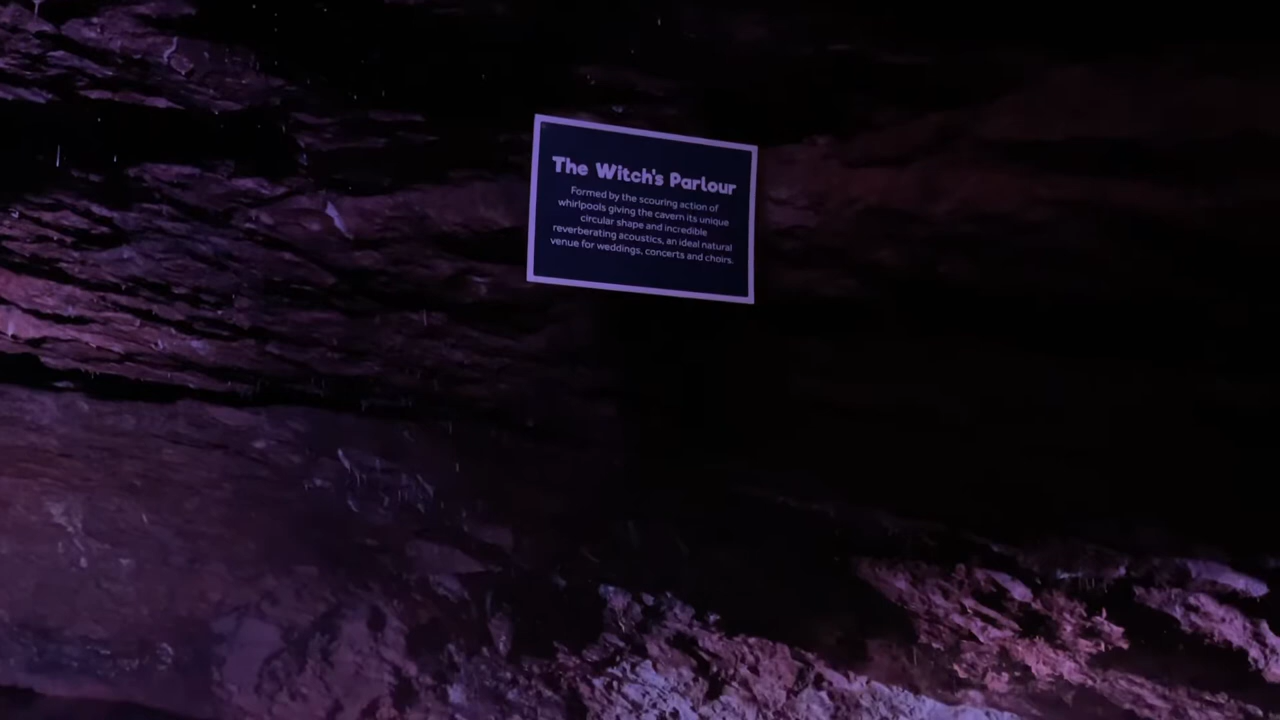 The Witch's Parlour
Formed by the scouring action of
whirlpools giving the cavern its unique
circular shape and incredible
reverberating acoustics, an ideal natural
venue for weddings, concerts and choirs.